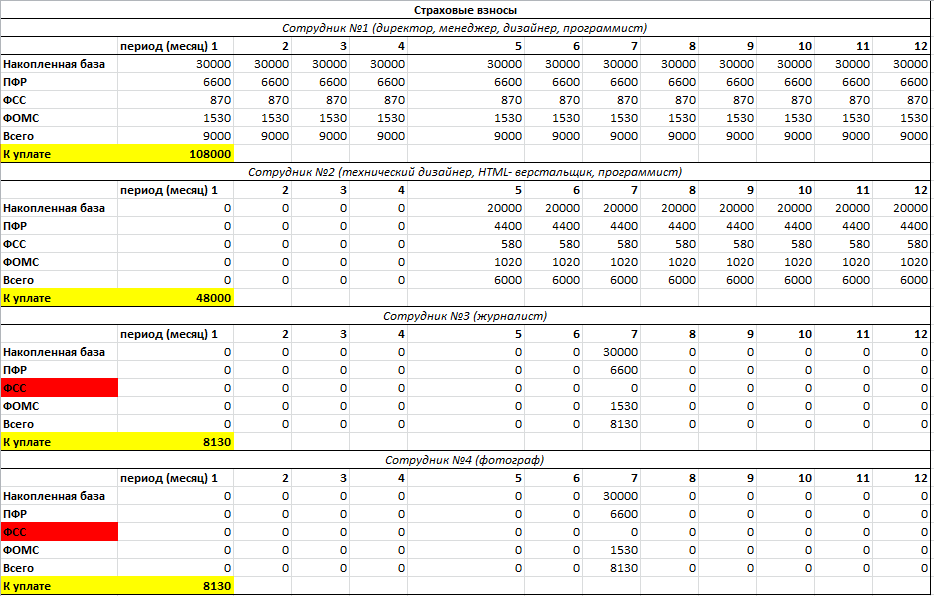 Страховые взносы
Сотрудник №1 (директор, менеджер, дизайнер, программист)
период (месяц) 1 2 3 4 5 6 7 8 9 10 11 12
Накопленная база 30000 30000 30000 30000 30000 30000 30000 30000 30000 30000 30000 30000
ПФР 6600 6600 6600 6600 6600 6600 6600 6600 6600 6600 6600 6600
ФСС 870 870 870 870 870 870 870 870 870 870 870 870
ФОМС 1530 1530 1530 1530 1530 1530 1530 1530 1530 1530 1530 1530
Всего 9000 9000 9000 9000 9000 9000 9000 9000 9000 9000 9000 9000
К уплате 108000
Сотрудник №2 (технический дизайнер, HTML- верстальщик, программист)
период (месяц) 1 2 3 4 5 6 7 8 9 10 11 12
Накопленная база 0 0 0 0 20000 20000 20000 20000 20000 20000 20000 20000
ПФР 0 0 0 0 4400 4400 4400 4400 4400 4400 4400 4400
ФСС 0 0 0 0 580 580 580 580 580 580 580 580
ФОМС 0 0 0 0 1020 1020 1020 1020 1020 1020 1020 1020
Всего 0 0 0 0 6000 6000 6000 6000 6000 6000 6000 6000
К уплате 48000
Сотрудник №3 (журналист)
период (месяц) 1 2 3 4 5 6 7 8 9 10 11 12
Накопленная база 0 0 0 0 0 0 30000 0 0 0 0 0
ПФР 0 0 0 0 0 0 6600 0 0 0 0 0
ФСС 0 0 0 0 0 0 0 0 0 0 0 0
ФОМС 0 0 0 0 0 0 1530 0 0 0 0 0
Всего 0 0 0 0 0 0 8130 0 0 0 0 0
К уплате 8130
Сотрудник №4 (фотограф)
период (месяц) 1 2 3 4 5 6 7 8 9 10 11 12
Накопленная база 0 0 0 0 0 0 30000 0 0 0 0 0
ПФР 0 0 0 0 0 0 6600 0 0 0 0 0
ФСС 0 0 0 0 0 0 0 0 0 0 0 0
ФОМС 0 0 0 0 0 0 1530 0 0 0 0 0
Всего 0 0 0 0 0 0 8130 0 0 0 0 0
К уплате 8130